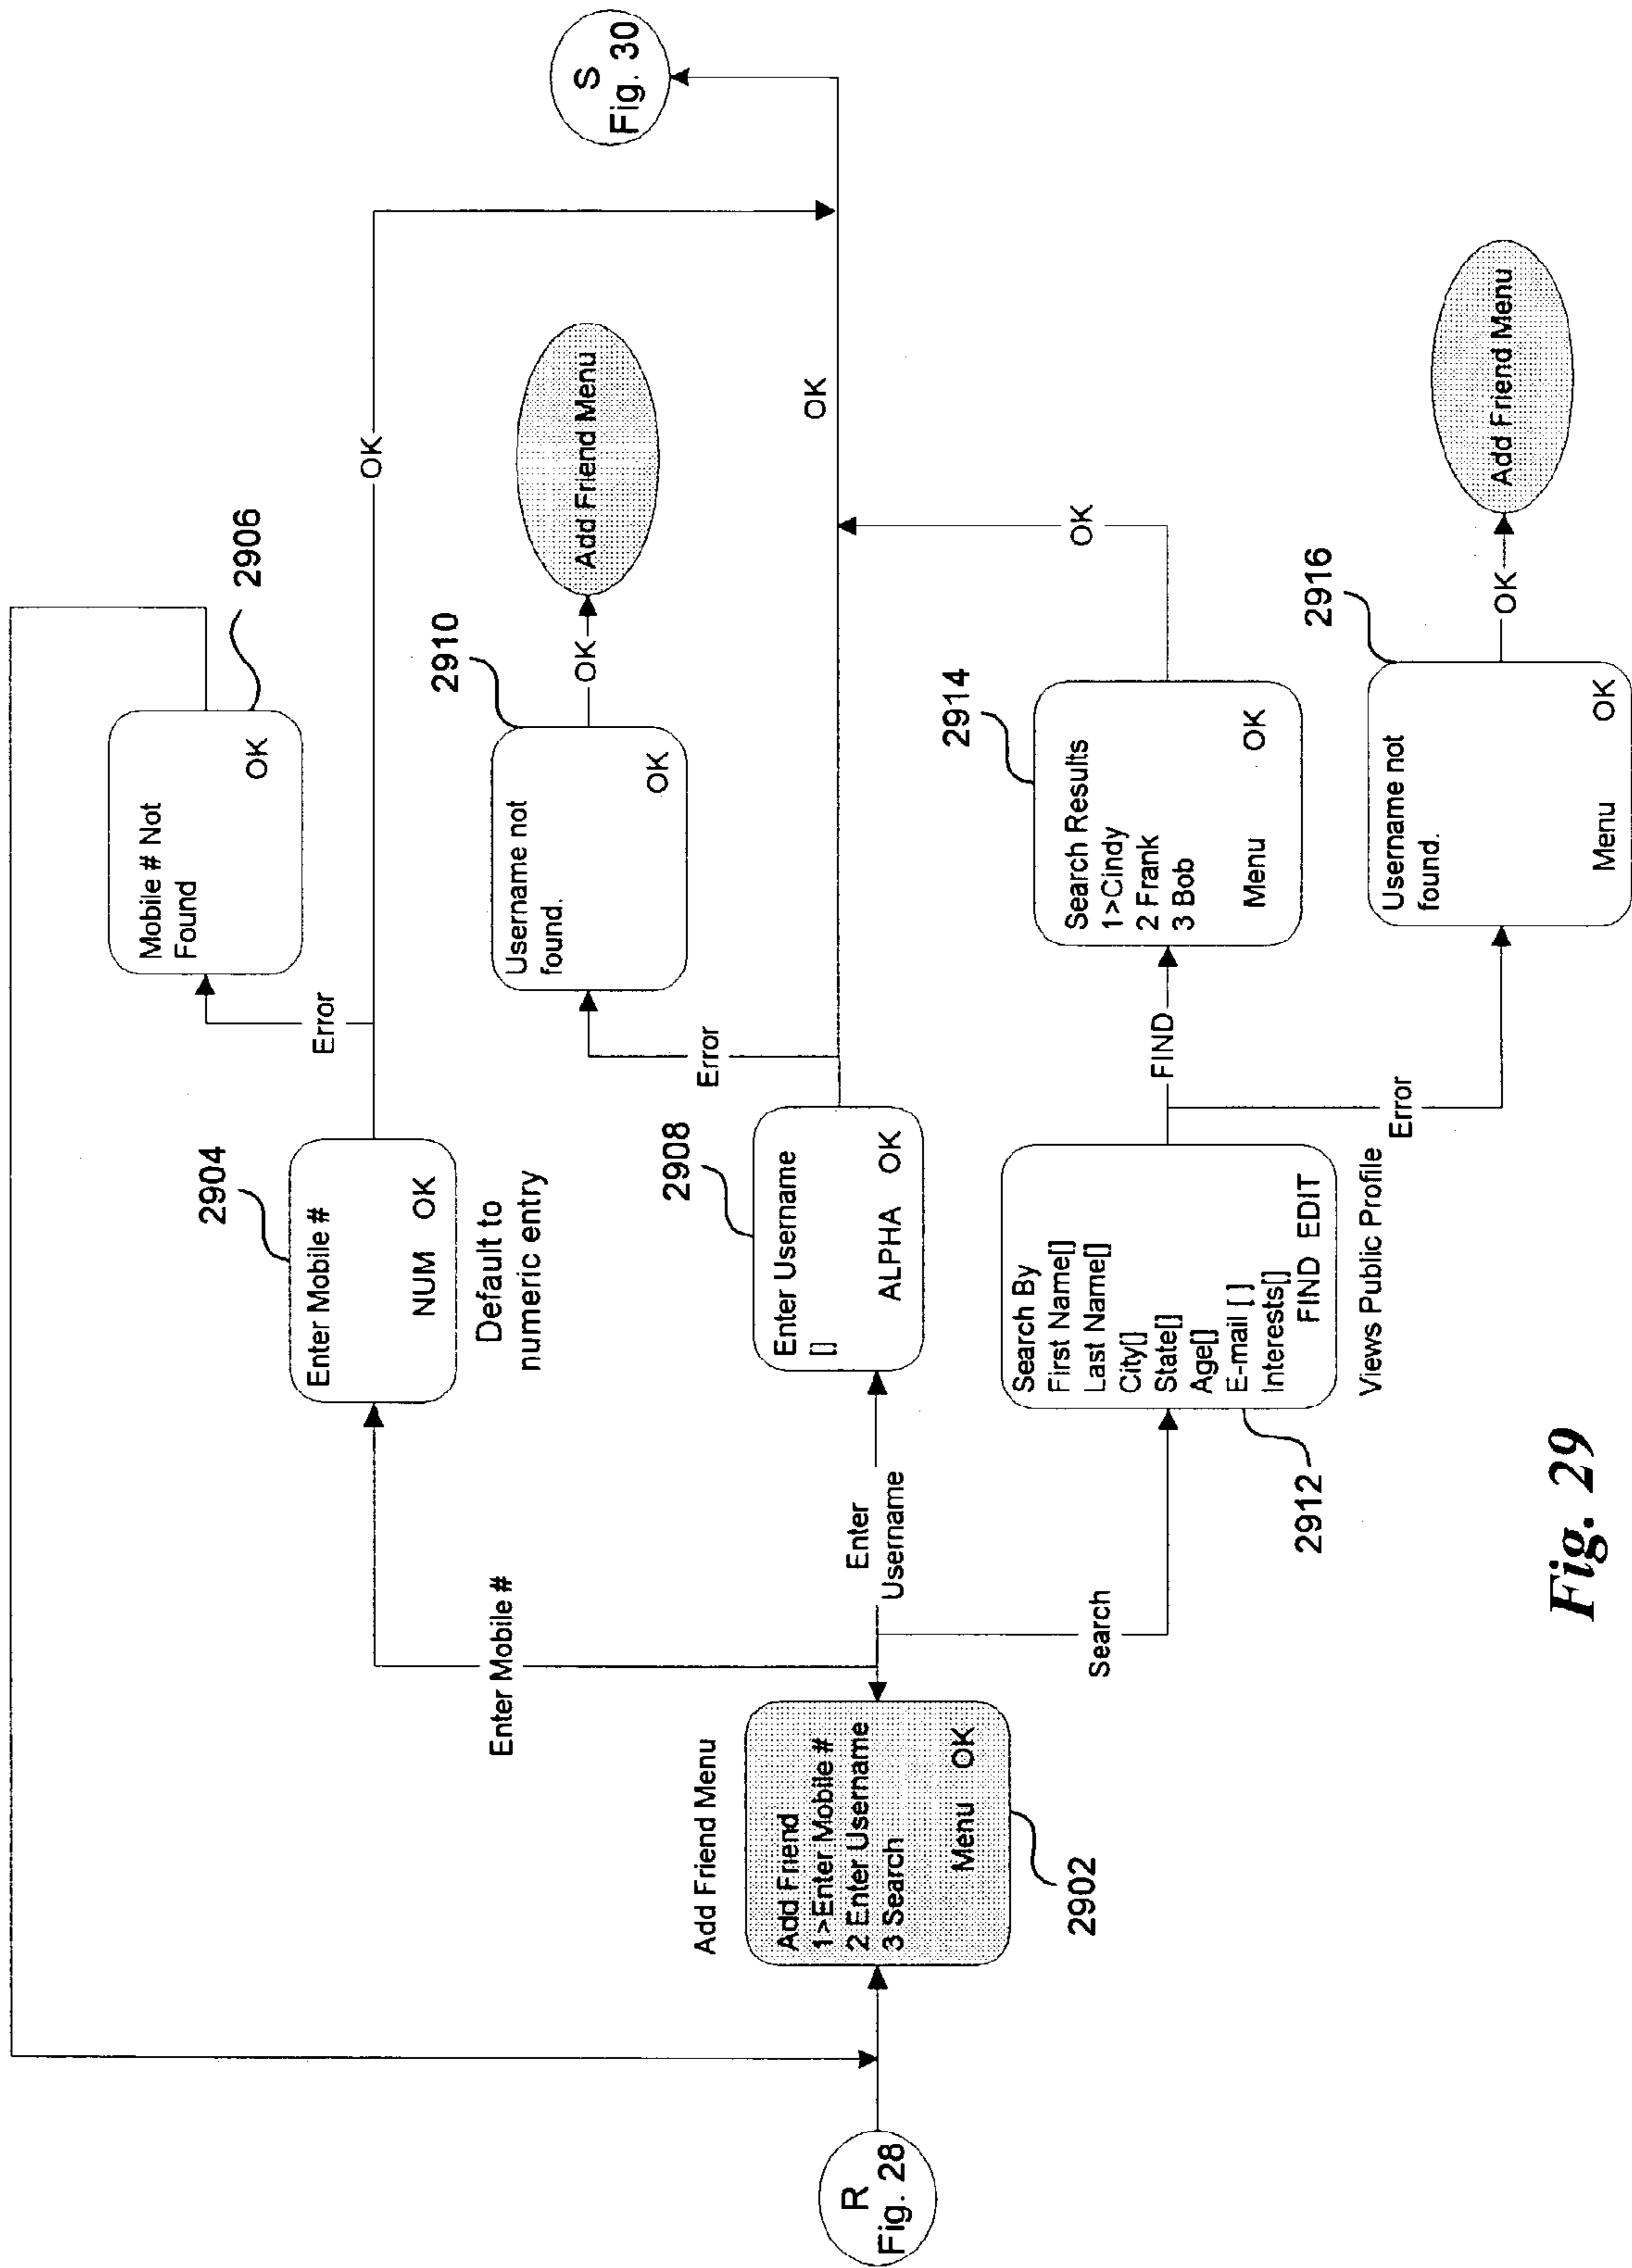 R
Fig. 28
Add Friend Menu
Add Friend
1>Enter Mobile #
2 Enter Username
3 Search
Menu OK
2902
Enter Mobile #
Enter
Username
Search
2904
Enter Mobile #
NUM OK
Default to
numeric entry
Error
2906
Mobile # Not
Found
OK
OK
2908
Enter Username
[]
ALPHA OK
Error
2910
Username not
found.
OK
OK
Add Friend Menu
OK
S
Fig. 30
2912
Search By
First Name[]
Last Name[]
City[]
State[]
Age[]
E-mail [ ]
Interests[]
FIND EDIT
Views Public Profile
FIND
2914
Search Results
1>Cindy
2 Frank
3 Bob
Menu OK
OK
Error
2916
Username not
found.
Menu OK
OK
Add Friend Menu
Fig. 29